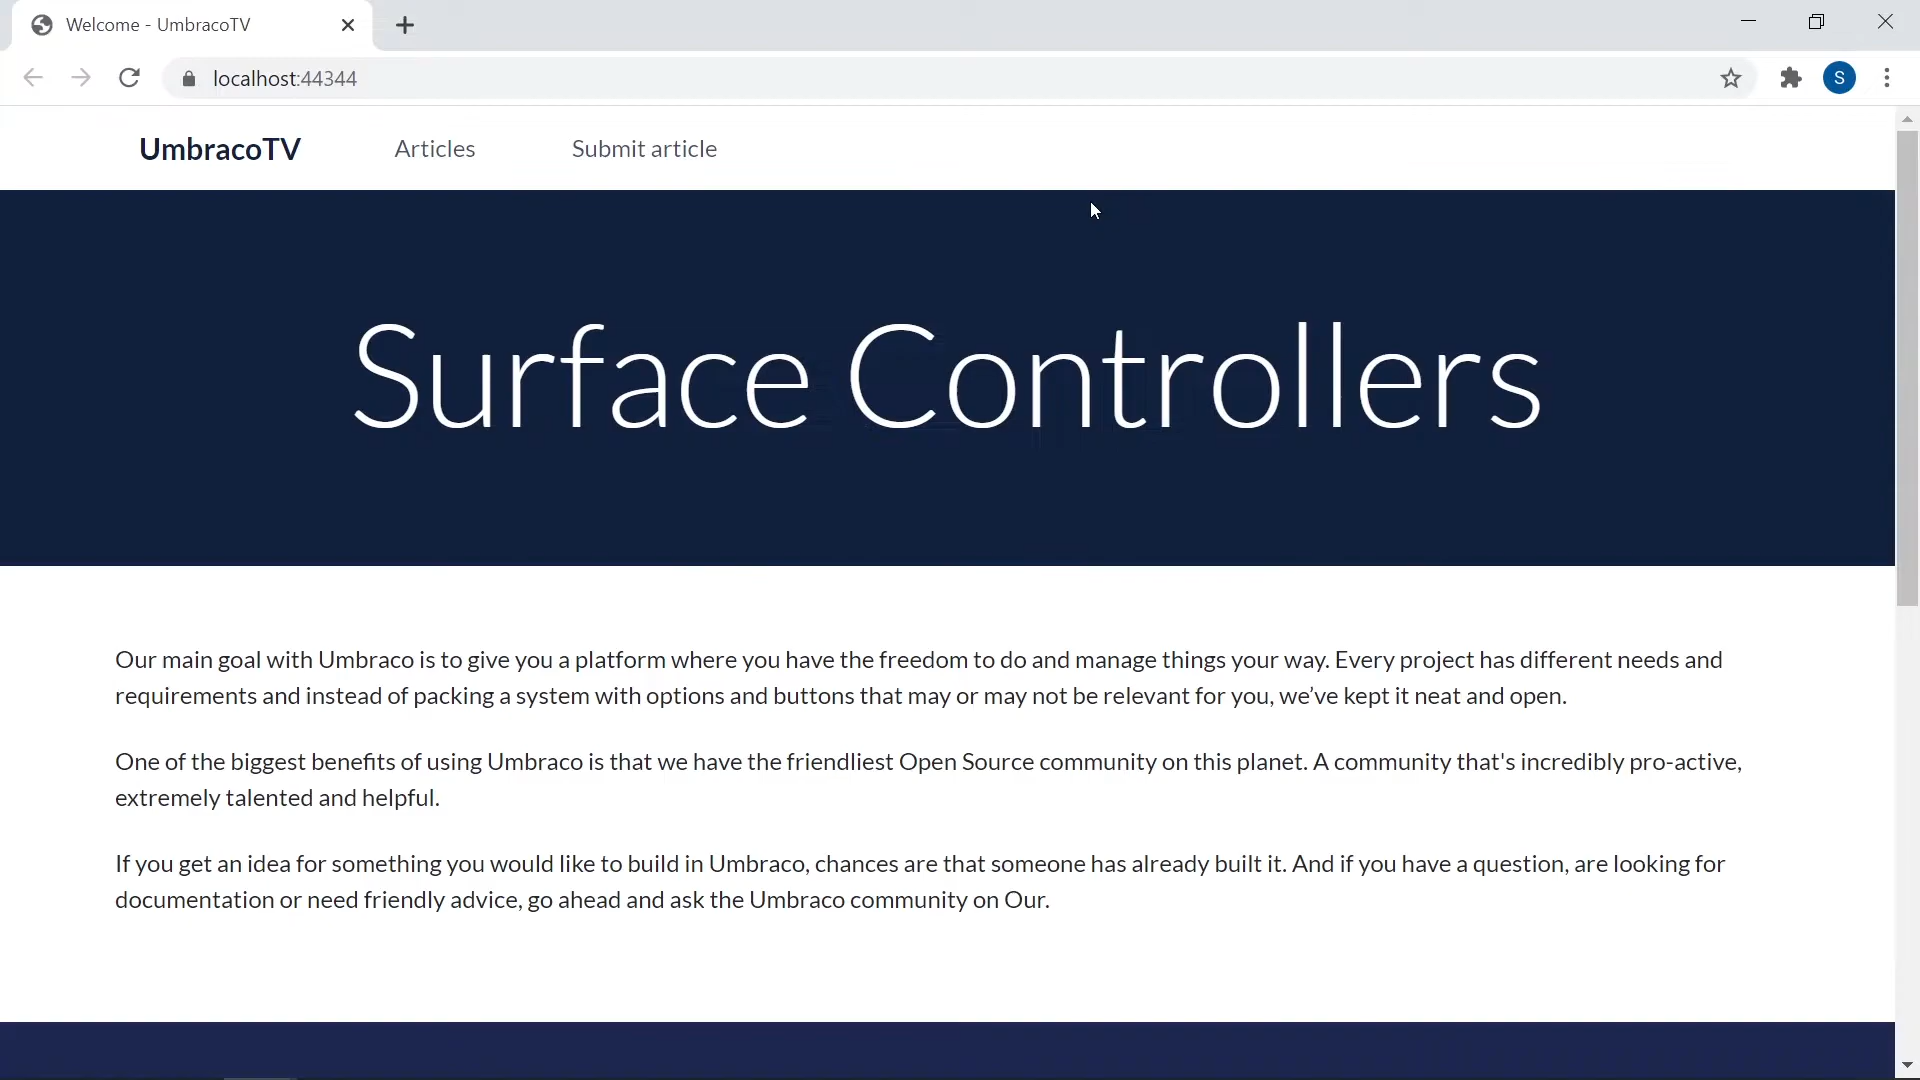 Welcome - UmbracoTV
localhost:44344
S
UmbracoTV Articles Submit article
Surface Controllers
Our main goal with Umbraco is to give you a platform where you have the freedom to do and manage things your way. Every project has different needs and
requirements and instead of packing a system with options and buttons that may or may not be relevant for you, we’ve kept it neat and open.
One of the biggest benefits of using Umbraco is that we have the friendliest Open Source community on this planet. A community that's incredibly pro-active,
extremely talented and helpful.
If you get an idea for something you would like to build in Umbraco, chances are that someone has already built it. And if you have a question, are looking for
documentation or need friendly advice, go ahead and ask the Umbraco community on Our.